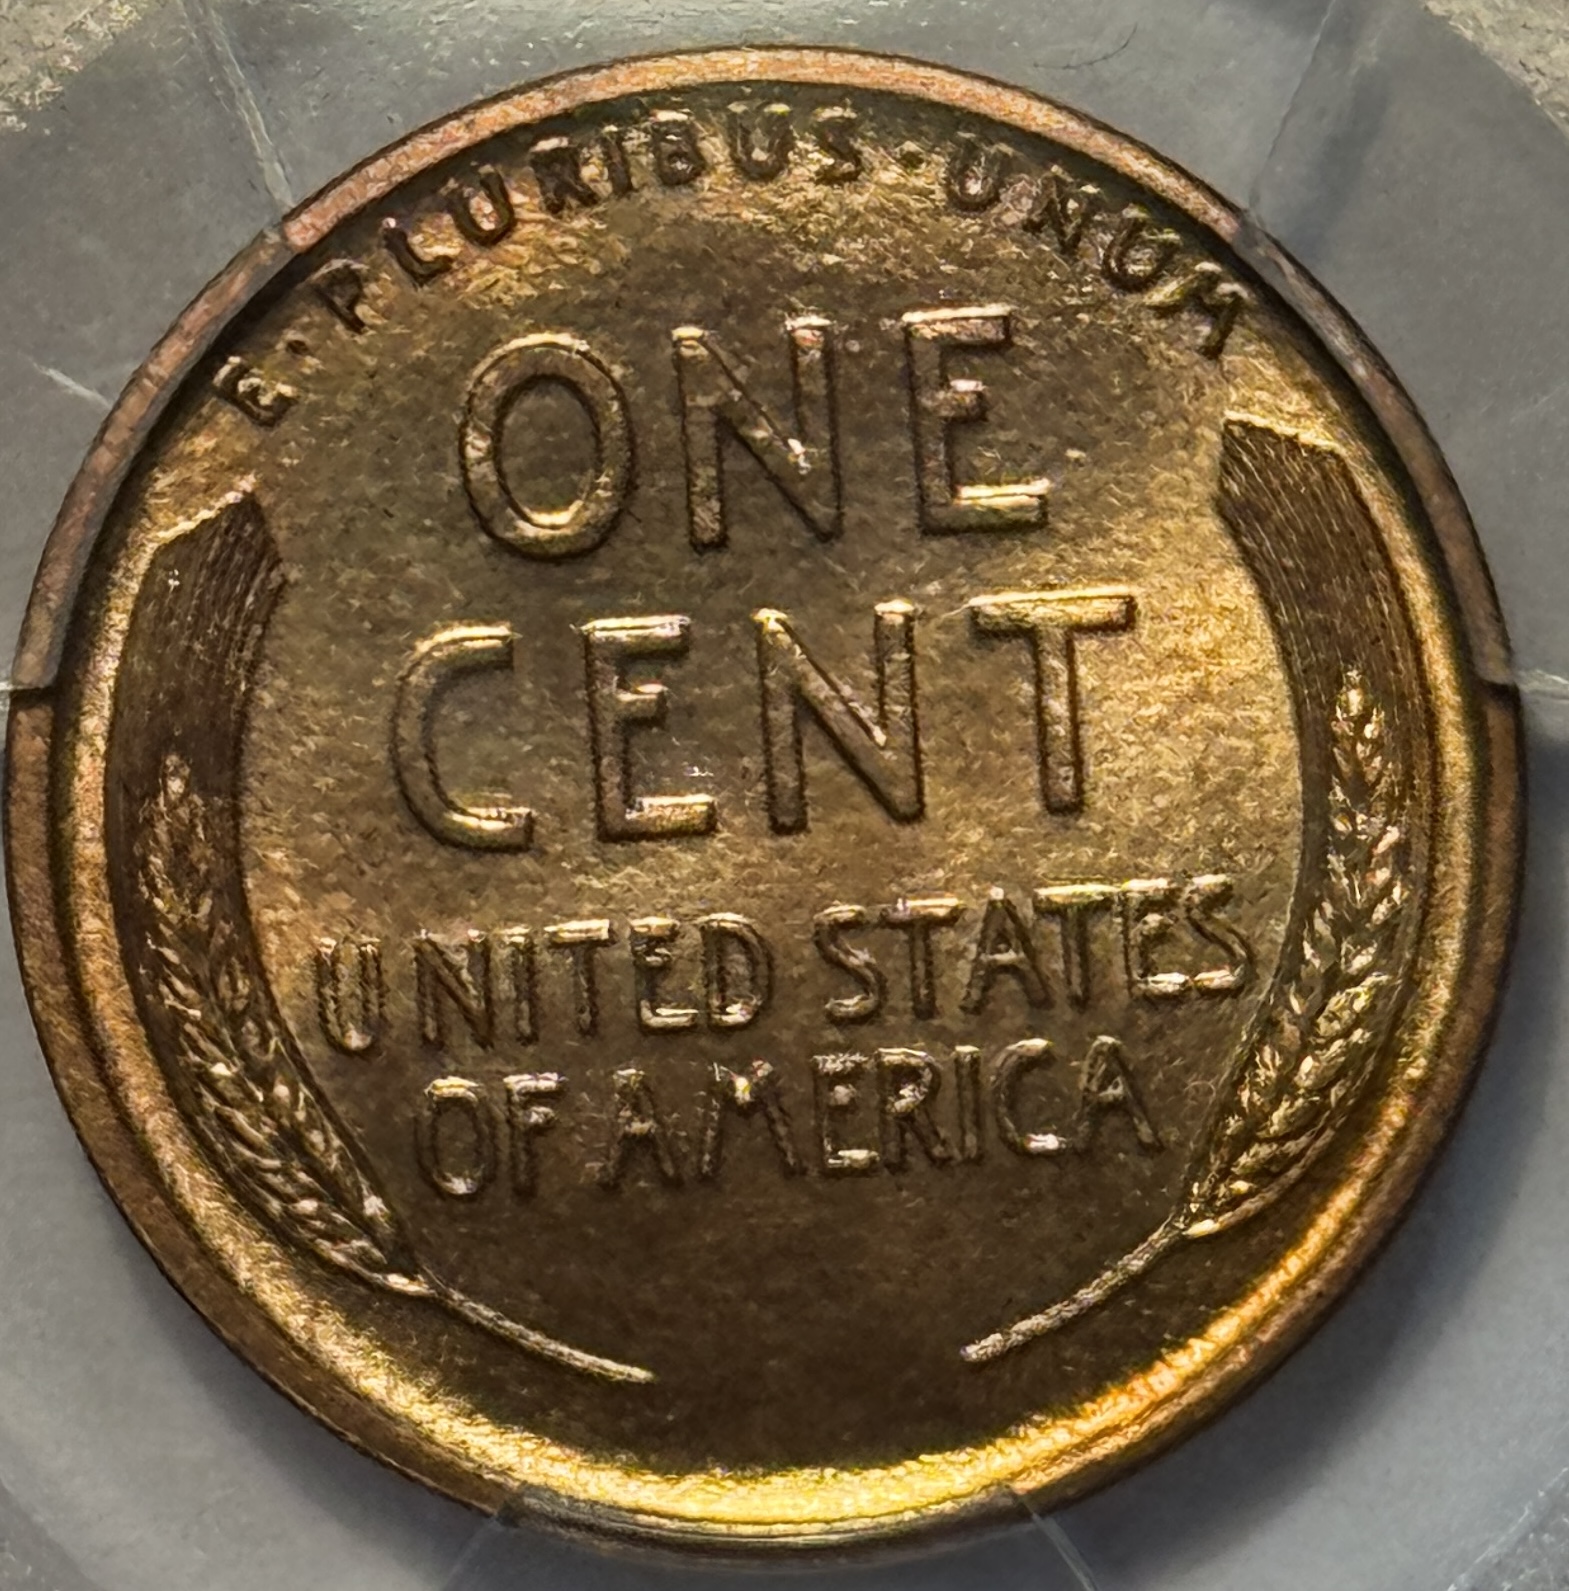 E·PLURIBUS·UNUM
ONE
CENT
UNITED STATES
OF AMERICA